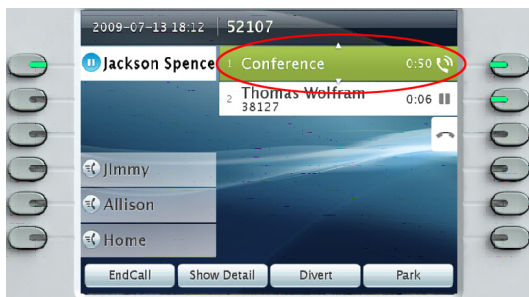 2009-07-13 18:12 52107
Jackson Spence 1 Conference 0:50
2 Thomas Wolfram 0:06
38127
JImmy
Allison
Home
EndCall Show Detail Divert Park